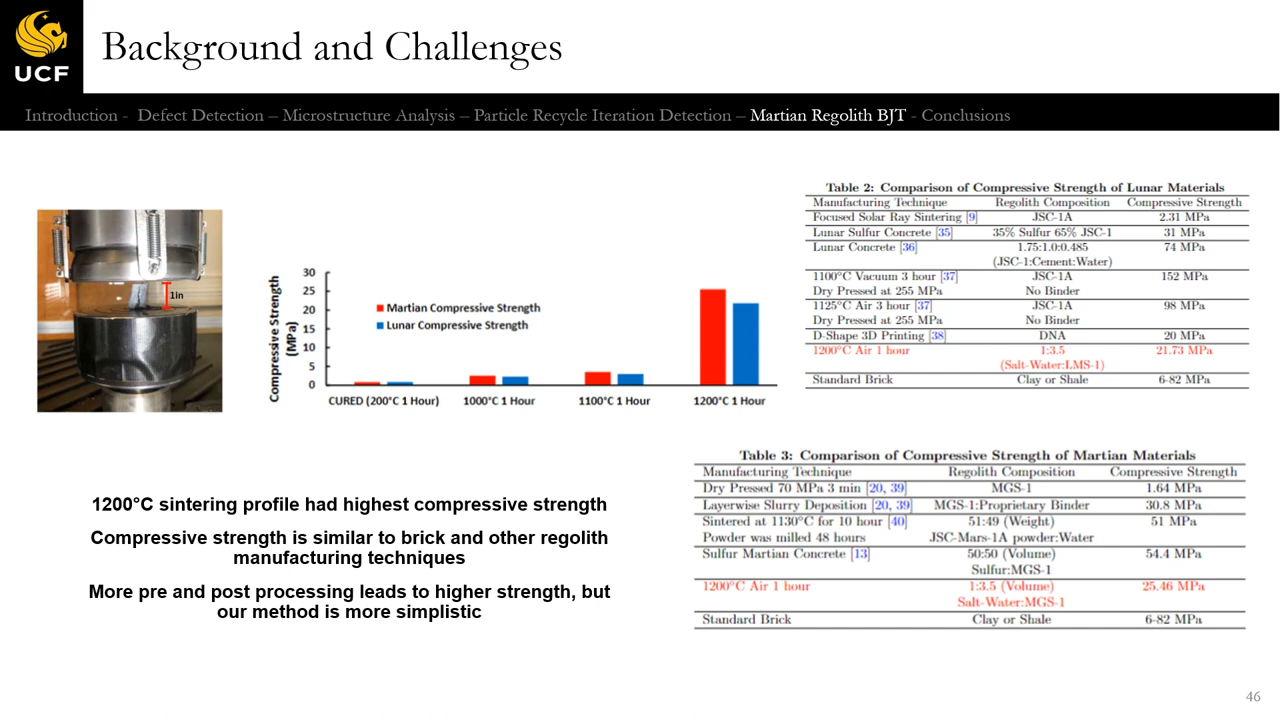 UCF
Background and Challenges
Introduction - Defect Detection – Microstructure Analysis – Particle Recycle Iteration Detection – Martian Regolith BJT - Conclusions
1in
Compressive Strength
(MPa)
30
25
20
15
10
5
0
Martian Compressive Strength
Lunar Compressive Strength
CURED (200°C 1 Hour)
1000°C 1 Hour
1100°C 1 Hour
1200°C 1 Hour
Table 2: Comparison of Compressive Strength of Lunar Materials
Manufacturing Technique Regolith Composition Compressive Strength
Focused Solar Ray Sintering [9] JSC-1A 2.31 MPa
Lunar Sulfur Concrete [35] 35% Sulfur 65% JSC-1 31 MPa
Lunar Concrete [36] 1.75:1.0:0.485 74 MPa
(JSC-1:Cement:Water)
1100°C Vacuum 3 hour [37] JSC-1A 152 MPa
Dry Pressed at 255 MPa No Binder
1125°C Air 3 hour [37] JSC-1A 98 MPa
Dry Pressed at 255 MPa No Binder
D-Shape 3D Printing [38] DNA 20 MPa
1200°C Air 1 hour 1:3.5 21.73 MPa
(Salt-Water:LMS-1)
Standard Brick Clay or Shale 6-82 MPa
1200°C sintering profile had highest compressive strength
Compressive strength is similar to brick and other regolith
manufacturing techniques
More pre and post processing leads to higher strength, but
our method is more simplistic
Table 3: Comparison of Compressive Strength of Martian Materials
Manufacturing Technique Regolith Composition Compressive Strength
Dry Pressed 70 MPa 3 min [20, 39] MGS-1 1.64 MPa
Layerwise Slurry Deposition [20, 39] MGS-1:Proprietary Binder 30.8 MPa
Sintered at 1130°C for 10 hour [40] 51:49 (Weight) 51 MPa
Powder was milled 48 hours JSC-Mars-1A powder:Water
Sulfur Martian Concrete [13] 50:50 (Volume) 54.4 MPa
Sulfur:MGS-1
1200°C Air 1 hour 1:3.5 (Volume) 25.46 MPa
Salt-Water:MGS-1
Standard Brick Clay or Shale 6-82 MPa
46